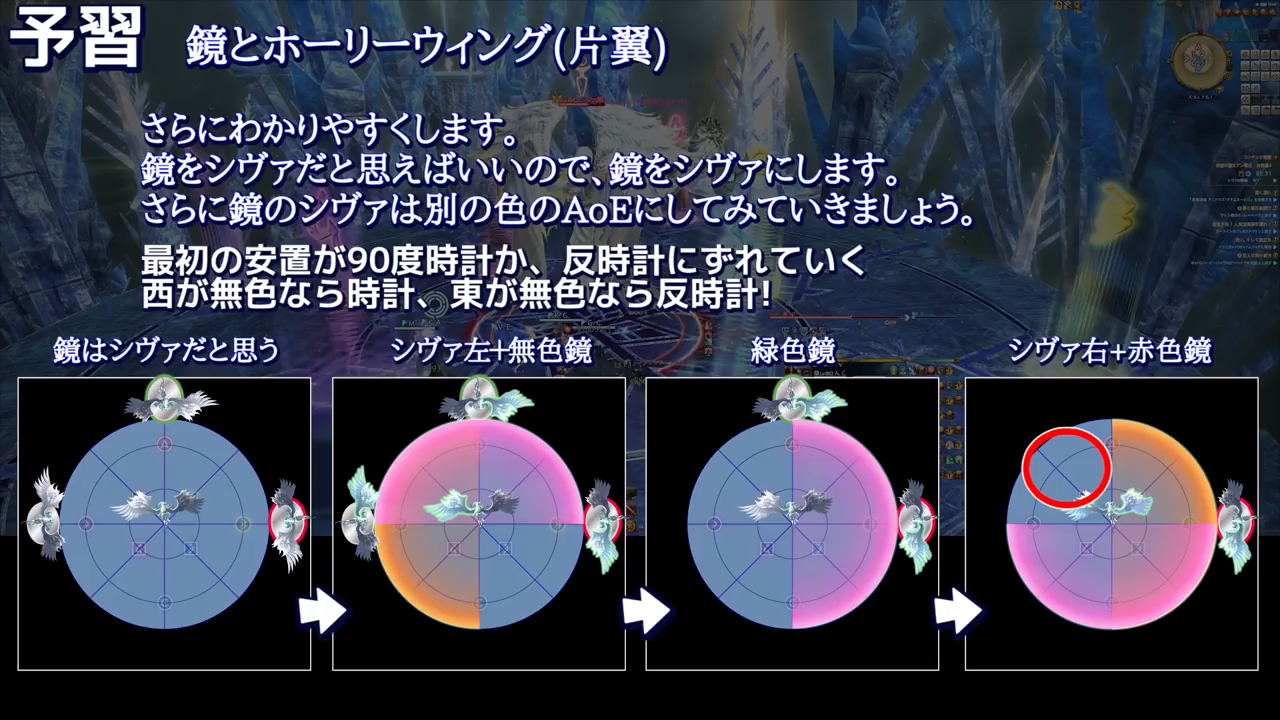 予習
鏡とホーリーウィング(片翼)
さらにわかりやすくします。
鏡をシヴァだと思えばいいので、鏡をシヴァにします。
さらに鏡のシヴァは別の色のAoEにしてみていきましょう。
最初の安置が90度時計か、反時計にずれていく
西が無色なら時計、東が無色なら反時計!
鏡はシヴァだと思う
シヴァ左+無色鏡
緑色鏡
シヴァ右+赤色鏡